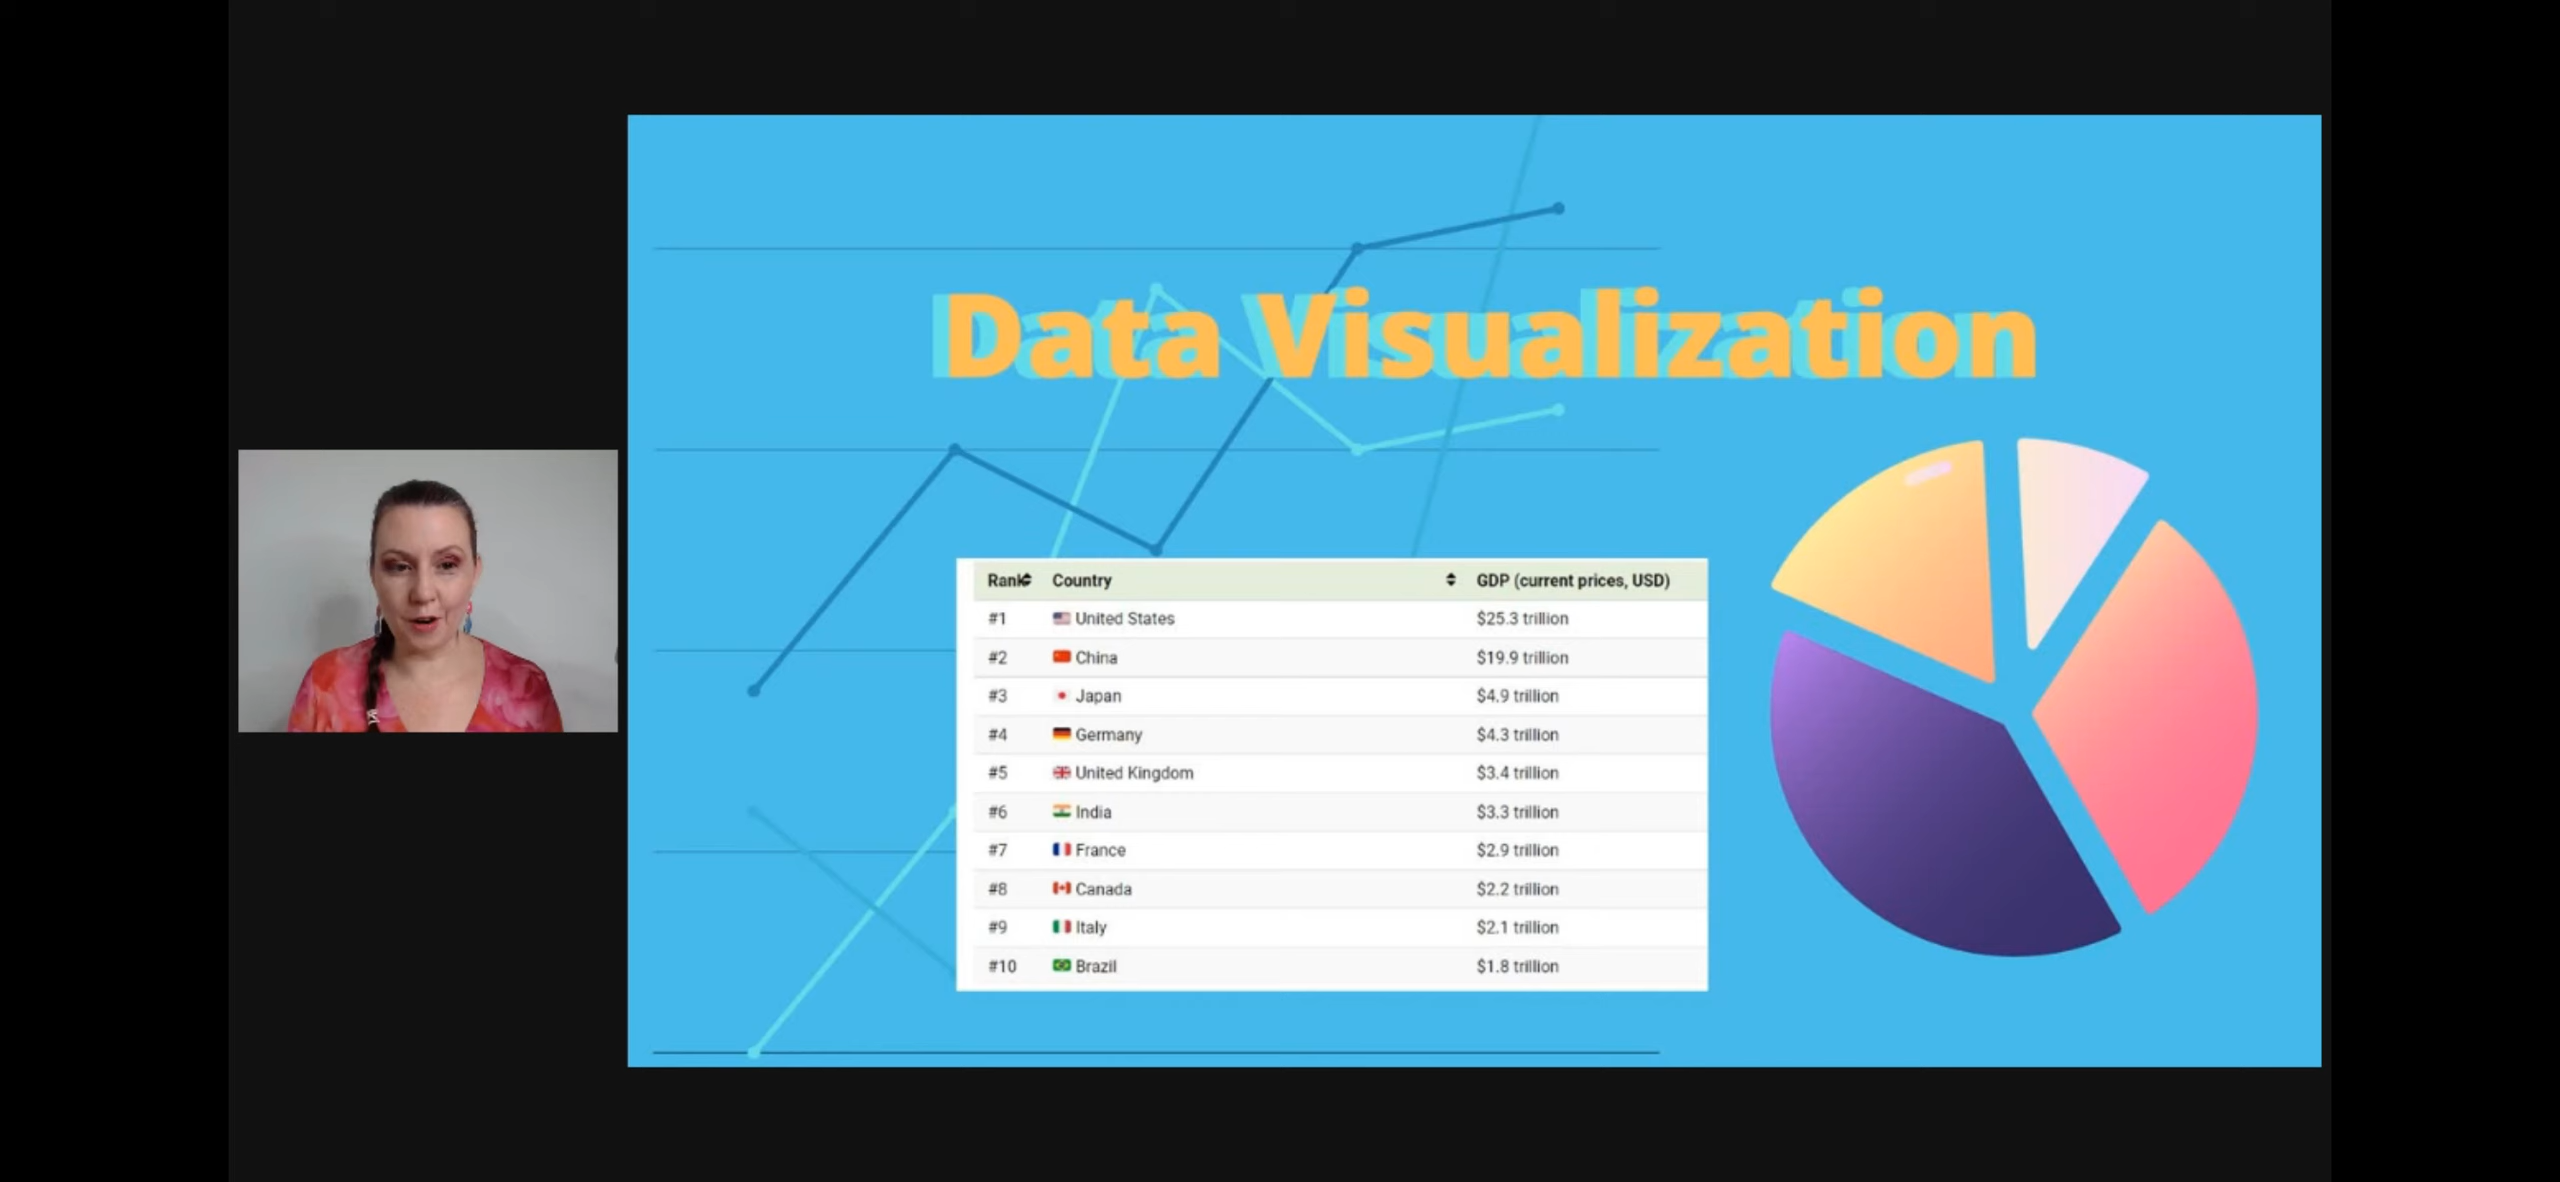 Data Visualization
Rank Country GDP (current prices, USD)
#1 United States $25.3 trillion
#2 China $19.9 trillion
#3 Japan $4.9 trillion
#4 Germany $4.3 trillion
#5 United Kingdom $3.4 trillion
#6 India $3.3 trillion
#7 France $2.9 trillion
#8 Canada $2.2 trillion
#9 Italy $2.1 trillion
#10 Brazil $1.8 trillion